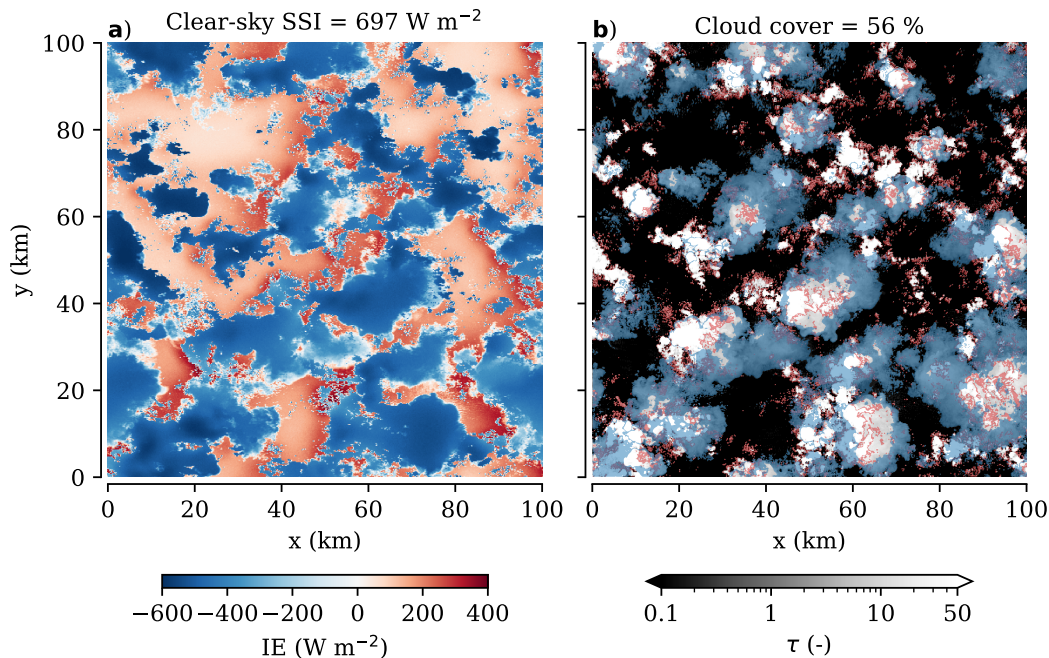 a) Clear-sky SSI = 697 W m⁻²
b) Cloud cover = 56 %
100
80
60
40
20
0
y (km)
0 20 40 60 80 100
x (km)
0 20 40 60 80 100
x (km)
−600 −400 −200 0 200 400
IE (W m⁻²)
0.1 1 10 50
τ (-)